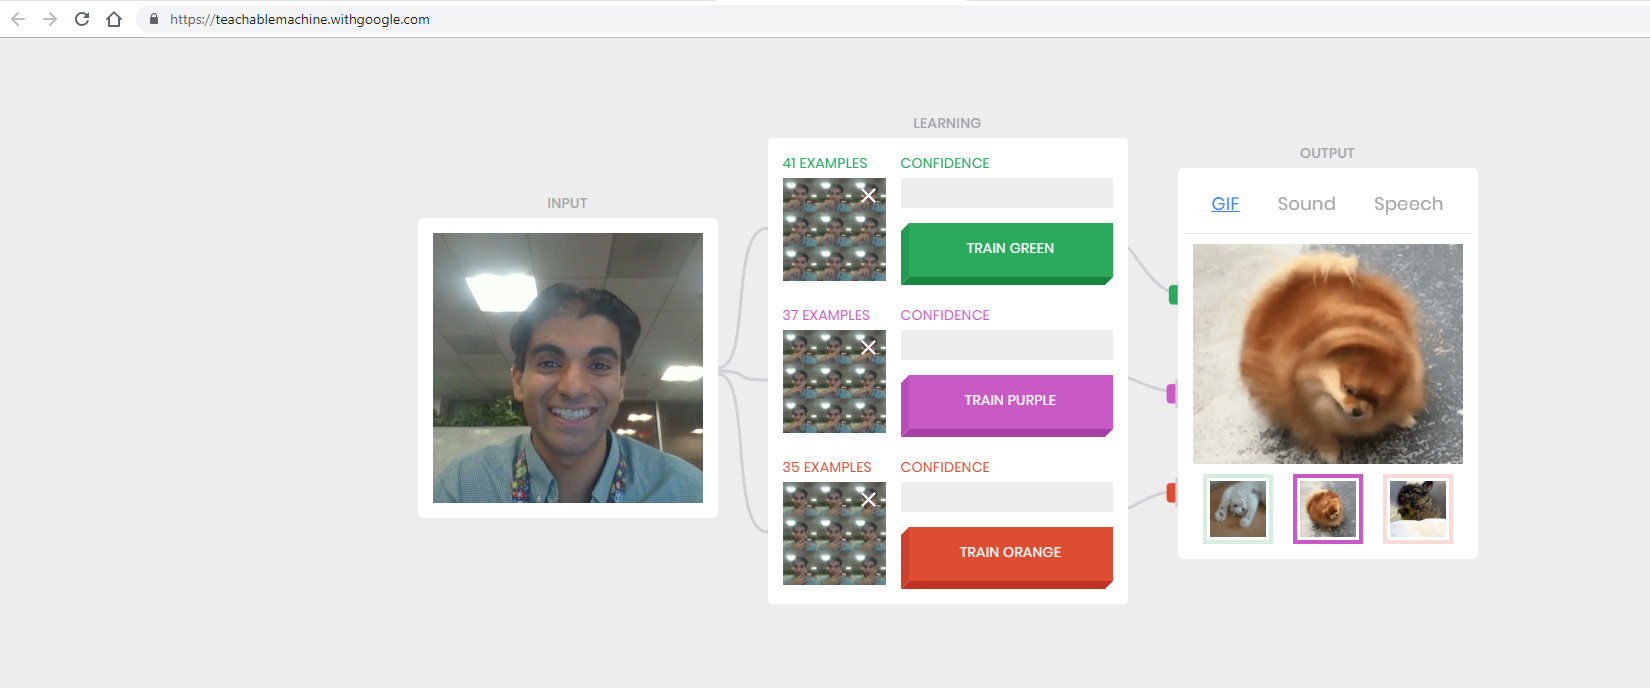 https://teachablemachine.withgoogle.com
INPUT
LEARNING
41 EXAMPLES CONFIDENCE
TRAIN GREEN
37 EXAMPLES CONFIDENCE
TRAIN PURPLE
35 EXAMPLES CONFIDENCE
TRAIN ORANGE
OUTPUT
GIF Sound Speech